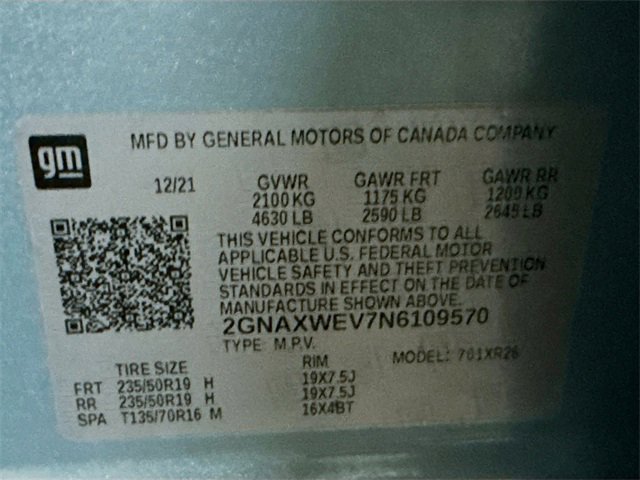 gm
MFD BY GENERAL MOTORS OF CANADA COMPANY
12/21 GVWR GAWR FRT GAWR RR
2100 KG 1175 KG 1200 KG
4630 LB 2590 LB 2645 LB
THIS VEHICLE CONFORMS TO ALL
APPLICABLE U.S. FEDERAL MOTOR
VEHICLE SAFETY AND THEFT PREVENTION
STANDARDS IN EFFECT ON THE DATE OF
MANUFACTURE SHOWN ABOVE.
2GNAXWEV7N6109570
TYPE: M.P.V. MODEL: 701XR26
TIRE SIZE RIM
FRT 235/50R19 H 19X7.5J
RR 235/50R19 H 19X7.5J
SPA T135/70R16 M 16X4BT